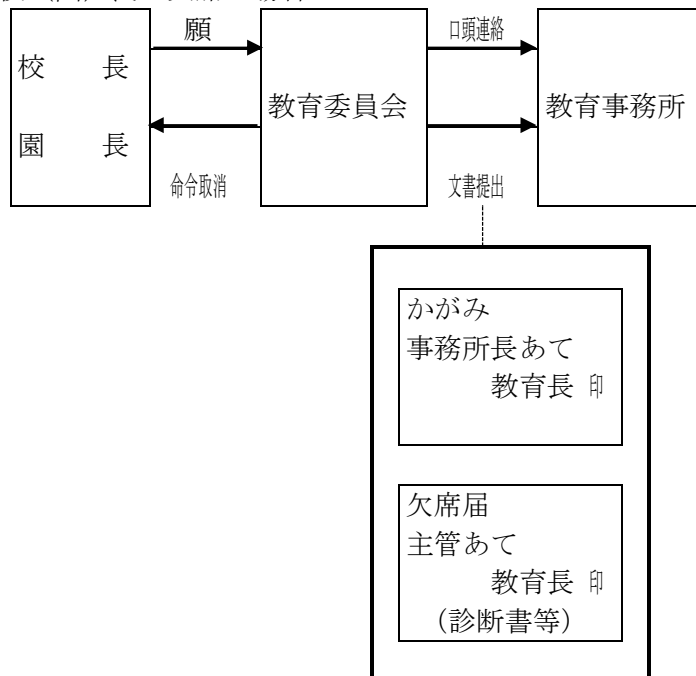 願
口頭連絡
校　　長
園　　長
教育委員会
教育事務所
命令取消
文書提出
かがみ
事務所長あて
教育長 印
欠席届
主管あて
教育長 印
（診断書等）